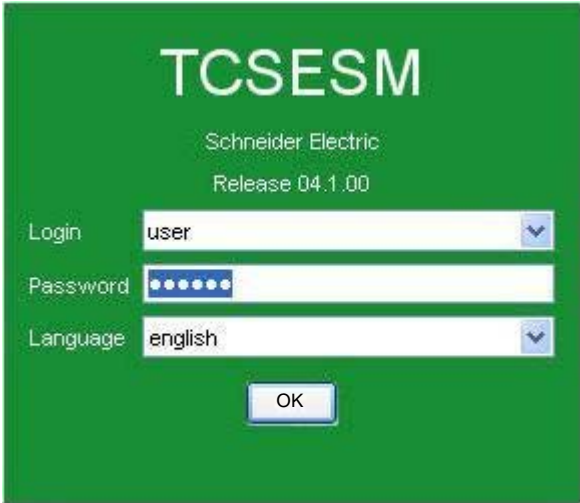 TCSESM
Schneider Electric
Release 04.1.00
Login user
Password ●●●●●●
Language english
OK